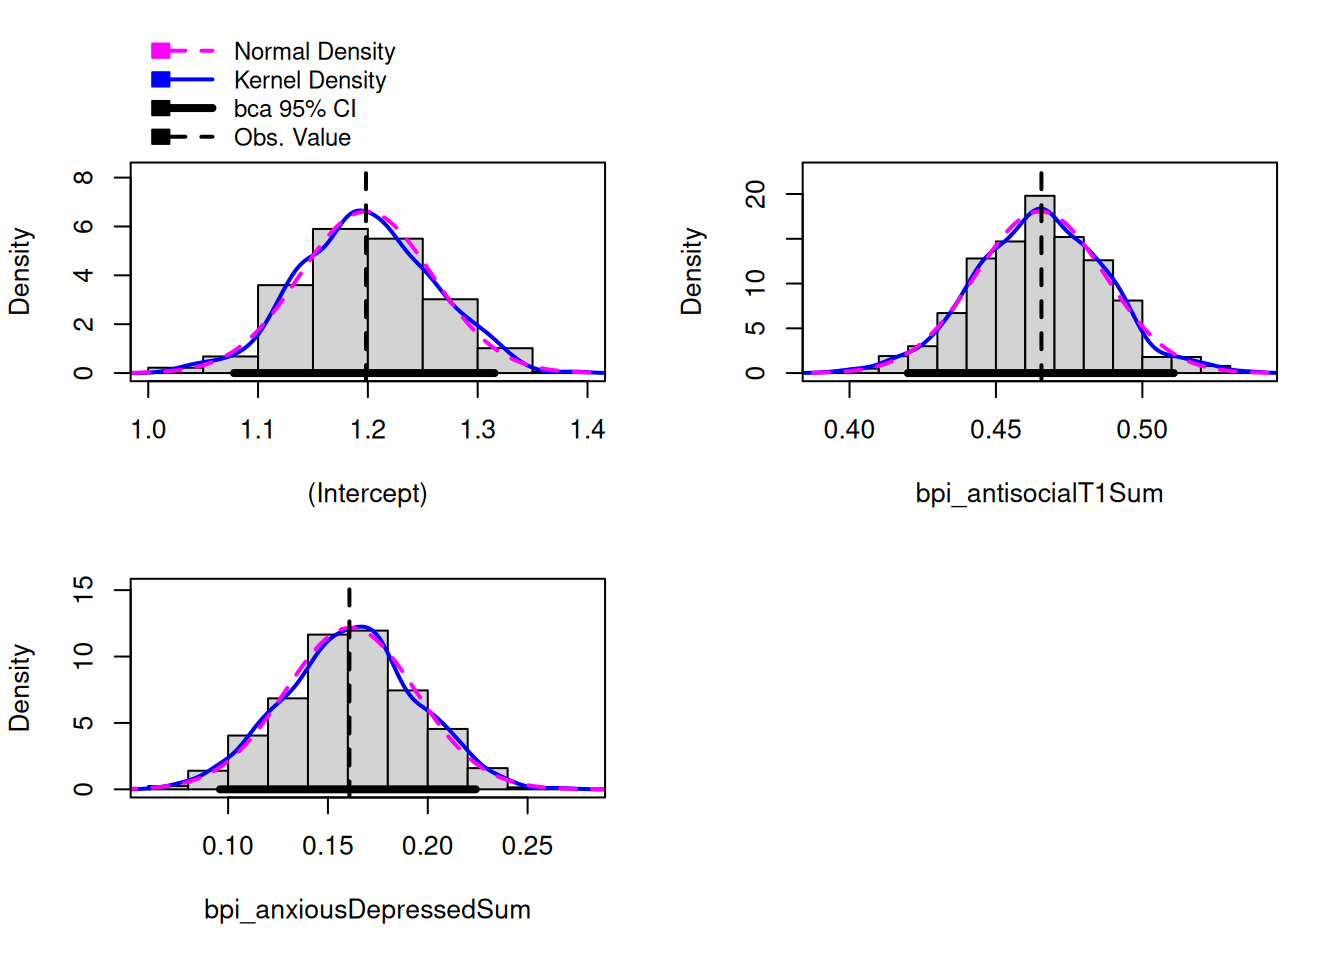 Normal Density
Kernel Density
bca 95% CI
Obs. Value
Density
8
6
4
2
0
1.0 1.1 1.2 1.3 1.4
(Intercept)
Density
20
10
5
0
0.40 0.45 0.50
bpi_antisocialT1Sum
Density
15
10
5
0
0.10 0.15 0.20 0.25
bpi_anxiousDepressedSum